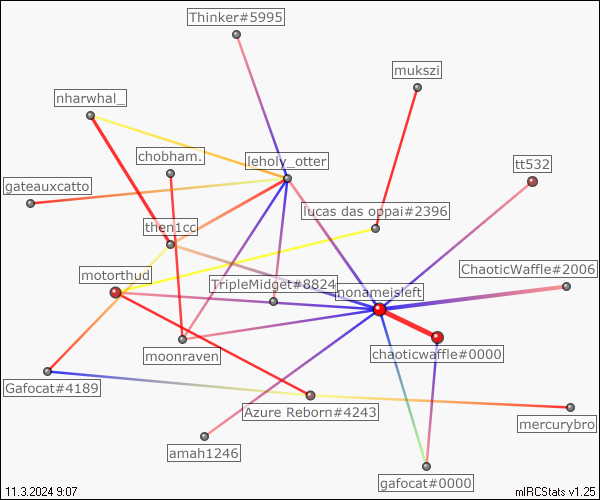 Thinker#5995
mukszi
nharwhal_
chobham.
leholy_otter
tt532
gateauxcatto
lucas das oppai#2396
then1cc
ChaoticWaffle#2006
motorthud
TripleMidget#8824
nonameisleft
moonraven
chaoticwaffle#0000
Gafocat#4189
Azure Reborn#4243
mercurybro
amah1246
gafocat#0000
11.3.2024 9:07
mIRCStats v1.25